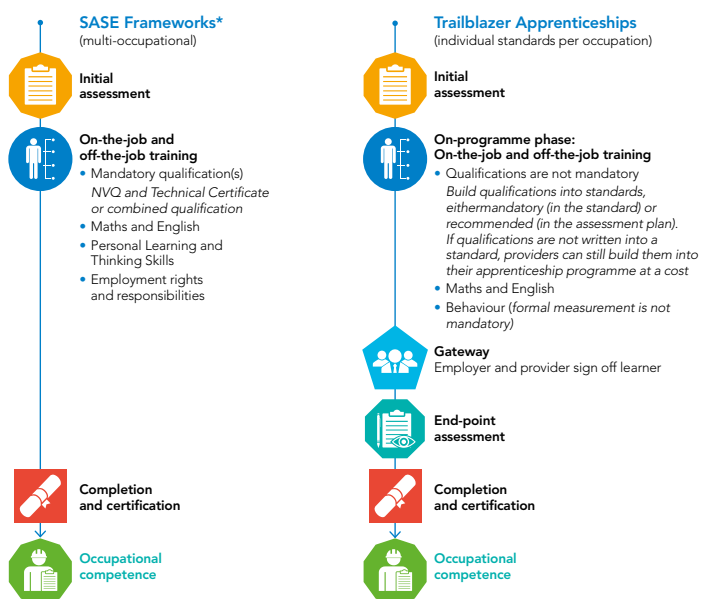 SASE Frameworks*
(multi-occupational)
Initial
assessment
On-the-job and
off-the-job training
• Mandatory qualification(s)
NVQ and Technical Certificate
or combined qualification
• Maths and English
• Personal Learning and
Thinking Skills
• Employment rights
and responsibilities
Completion
and certification
Occupational
competence
Trailblazer Apprenticeships
(individual standards per occupation)
Initial
assessment
On-programme phase:
On-the-job and off-the-job training
• Qualifications are not mandatory
Build qualifications into standards,
eithermandatory (in the standard) or
recommended (in the assessment plan).
If qualifications are not written into a
standard, providers can still build them into
their apprenticeship programme at a cost
• Maths and English
• Behaviour (formal measurement is not
mandatory)
Gateway
Employer and provider sign off learner
End-point
assessment
Completion
and certification
Occupational
competence